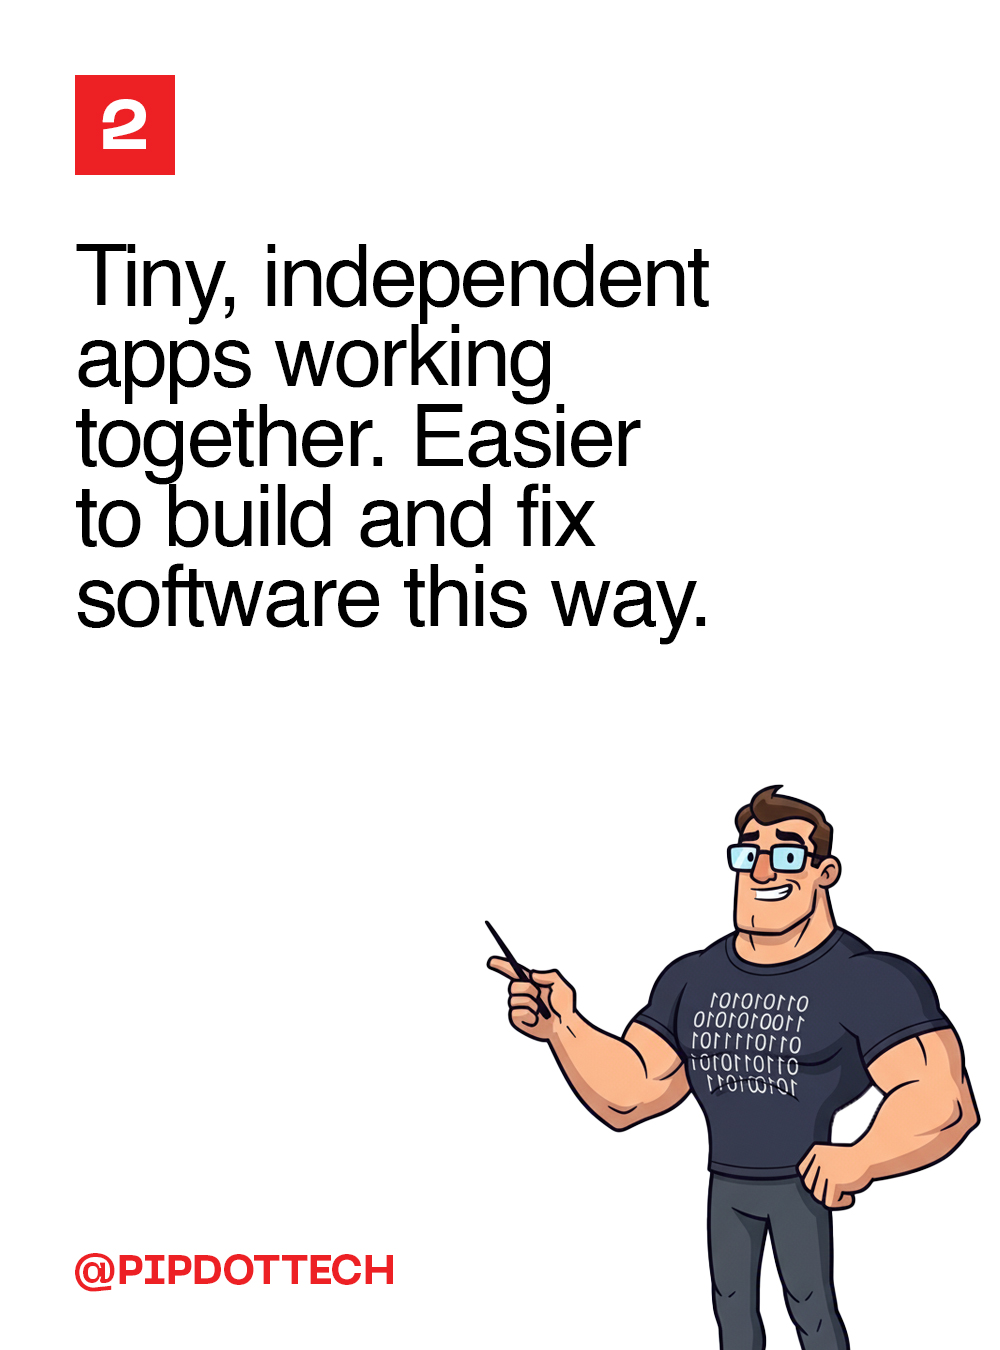 2
Tiny, independent
apps working
together. Easier
to build and fix
software this way.
@PIPDOTTECH